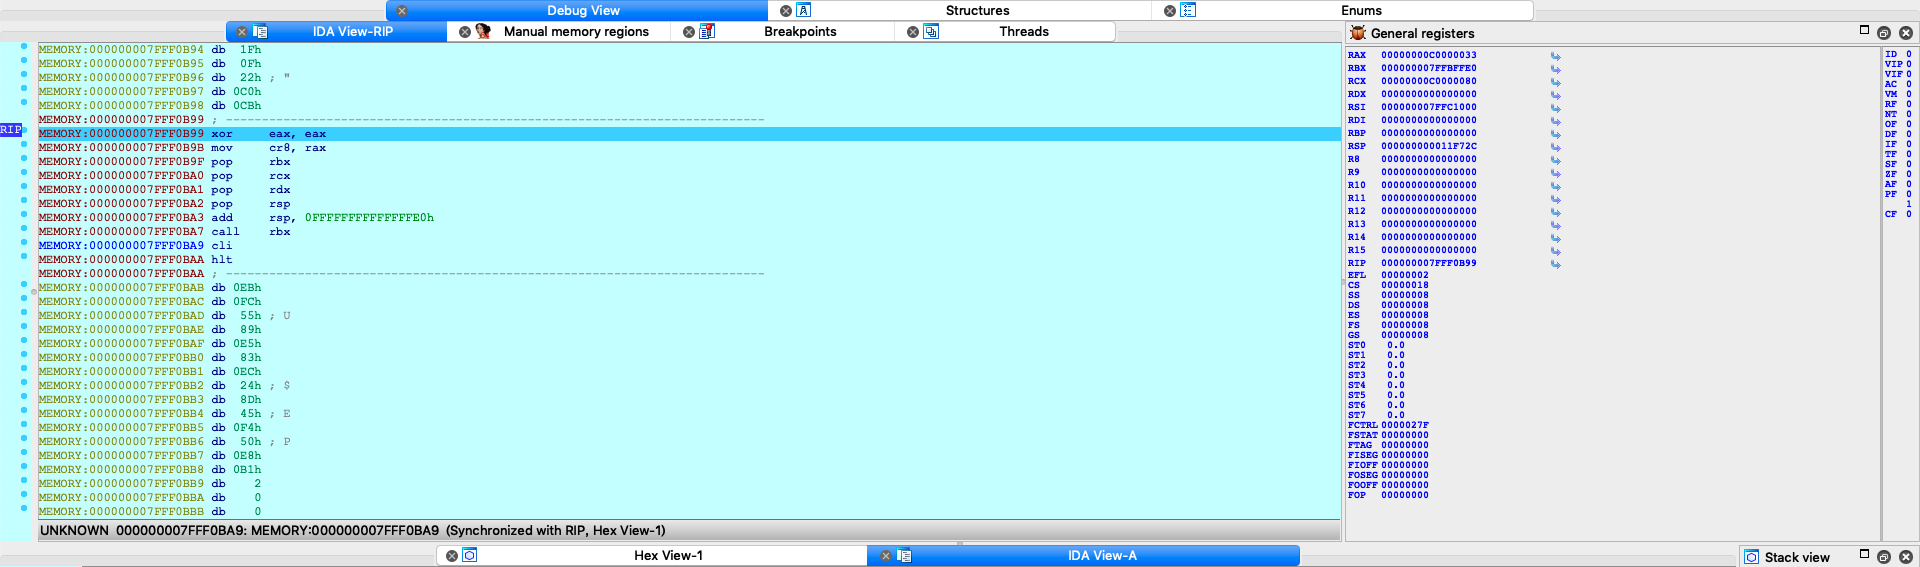 Debug View Structures Enums
IDA View-RIP Manual memory regions Breakpoints Threads
General registers
MEMORY:000000007FFF0B94 db 1Fh
MEMORY:000000007FFF0B95 db 0Fh
MEMORY:000000007FFF0B96 db 22h ; "
MEMORY:000000007FFF0B97 db 0C0h
MEMORY:000000007FFF0B98 db 0CBh
MEMORY:000000007FFF0B99 ; ---------------------------------------------------------------------------
RIP
MEMORY:000000007FFF0B99 xor eax, eax
MEMORY:000000007FFF0B9B mov cr8, rax
MEMORY:000000007FFF0B9F pop rbx
MEMORY:000000007FFF0BA0 pop rcx
MEMORY:000000007FFF0BA1 pop rdx
MEMORY:000000007FFF0BA2 pop rsp
MEMORY:000000007FFF0BA3 add rsp, 0FFFFFFFFFFFFFFE0h
MEMORY:000000007FFF0BA7 call rbx
MEMORY:000000007FFF0BA9 cli
MEMORY:000000007FFF0BAA hlt
MEMORY:000000007FFF0BAA ; ---------------------------------------------------------------------------
MEMORY:000000007FFF0BAB db 0EBh
MEMORY:000000007FFF0BAC db 0FCh
MEMORY:000000007FFF0BAD db 55h ; U
MEMORY:000000007FFF0BAE db 89h
MEMORY:000000007FFF0BAF db 0E5h
MEMORY:000000007FFF0BB0 db 83h
MEMORY:000000007FFF0BB1 db 0ECh
MEMORY:000000007FFF0BB2 db 24h ; $
MEMORY:000000007FFF0BB3 db 8Dh
MEMORY:000000007FFF0BB4 db 45h ; E
MEMORY:000000007FFF0BB5 db 0F4h
MEMORY:000000007FFF0BB6 db 50h ; P
MEMORY:000000007FFF0BB7 db 0E8h
MEMORY:000000007FFF0BB8 db 0B1h
MEMORY:000000007FFF0BB9 db 2
MEMORY:000000007FFF0BBA db 0
MEMORY:000000007FFF0BBB db 0
UNKNOWN 000000007FFF0BA9: MEMORY:000000007FFF0BA9 (Synchronized with RIP, Hex View-1)
RAX 00000000C0000033
RBX 000000007FFBFFE0
RCX 00000000C0000080
RDX 0000000000000000
RSI 000000007FFC1000
RDI 0000000000000000
RBP 0000000000000000
RSP 000000000011F72C
R8 0000000000000000
R9 0000000000000000
R10 0000000000000000
R11 0000000000000000
R12 0000000000000000
R13 0000000000000000
R14 0000000000000000
R15 0000000000000000
RIP 000000007FFF0B99
EFL 00000002
CS 00000018
SS 00000008
DS 00000008
ES 00000008
FS 00000008
GS 00000008
ST0 0.0
ST1 0.0
ST2 0.0
ST3 0.0
ST4 0.0
ST5 0.0
ST6 0.0
ST7 0.0
FCTRL 0000027F
FSTAT 00000000
FTAG 00000000
FISEG 00000000
FIOFF 00000000
FOSEG 00000000
FOOFF 00000000
FOP 00000000
ID 0
VIP 0
VIF 0
AC 0
VM 0
RF 0
NT 0
OF 0
DF 0
IF 0
TF 0
SF 0
ZF 0
AF 0
PF 0
1
CF 0
Hex View-1 IDA View-A
Stack view